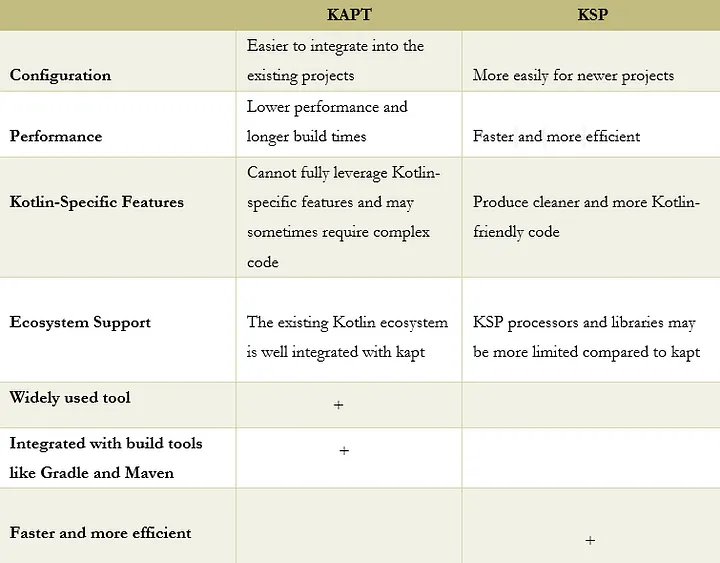 KAPT KSP
Easier to integrate into the
Configuration existing projects More easily for newer projects
Lower performance and
Performance longer build times Faster and more efficient
Cannot fully leverage Kotlin-
Kotlin-Specific Features specific features and may Produce cleaner and more Kotlin-
sometimes require complex friendly code
code
Ecosystem Support The existing Kotlin ecosystem KSP processors and libraries may
is well integrated with kapt be more limited compared to kapt
Widely used tool +
Integrated with build tools +
like Gradle and Maven
Faster and more efficient +